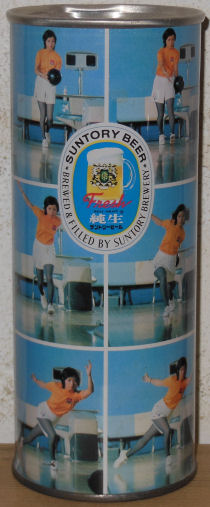 SUNTORY BEER
Fresh
純生
サントリービール
BREWED & FILLED BY SUNTORY BREWERY